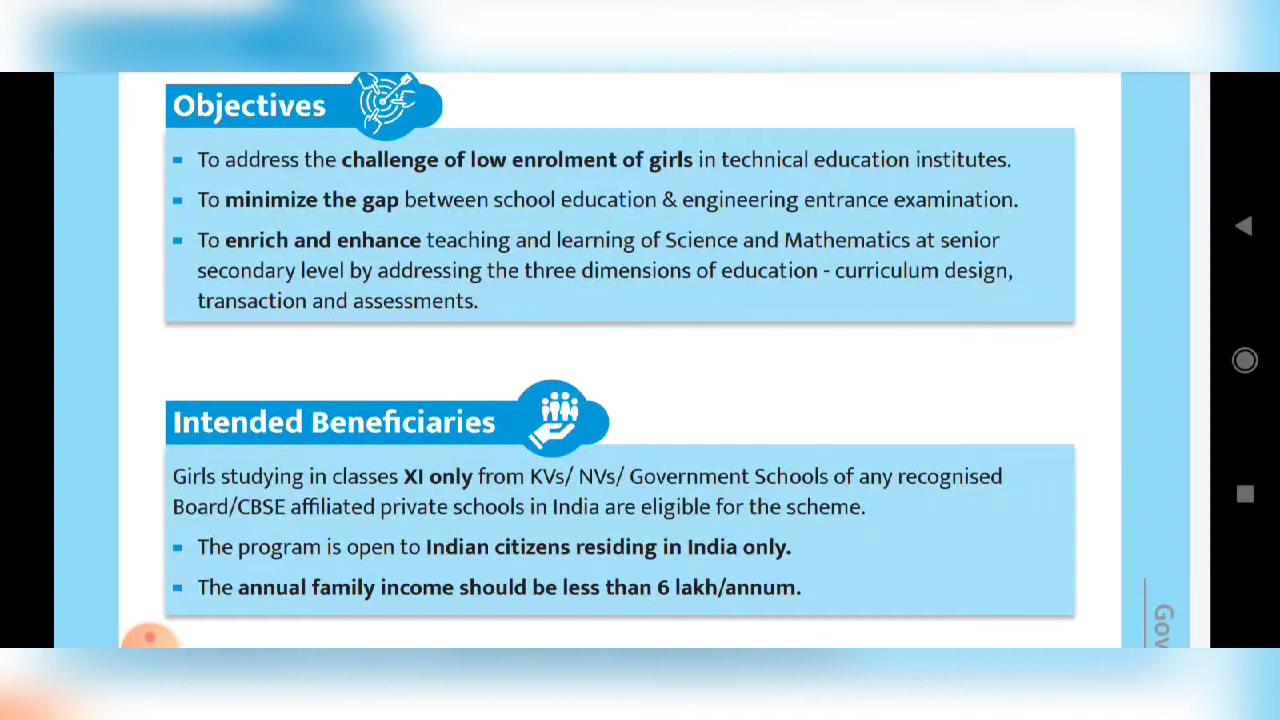 Objectives
To address the challenge of low enrolment of girls in technical education institutes.
To minimize the gap between school education & engineering entrance examination.
To enrich and enhance teaching and learning of Science and Mathematics at senior
secondary level by addressing the three dimensions of education - curriculum design,
transaction and assessments.
Intended Beneficiaries
Girls studying in classes XI only from KVs/ NVs/ Government Schools of any recognised
Board/CBSE affiliated private schools in India are eligible for the scheme.
The program is open to Indian citizens residing in India only.
The annual family income should be less than 6 lakh/annum.
Gov